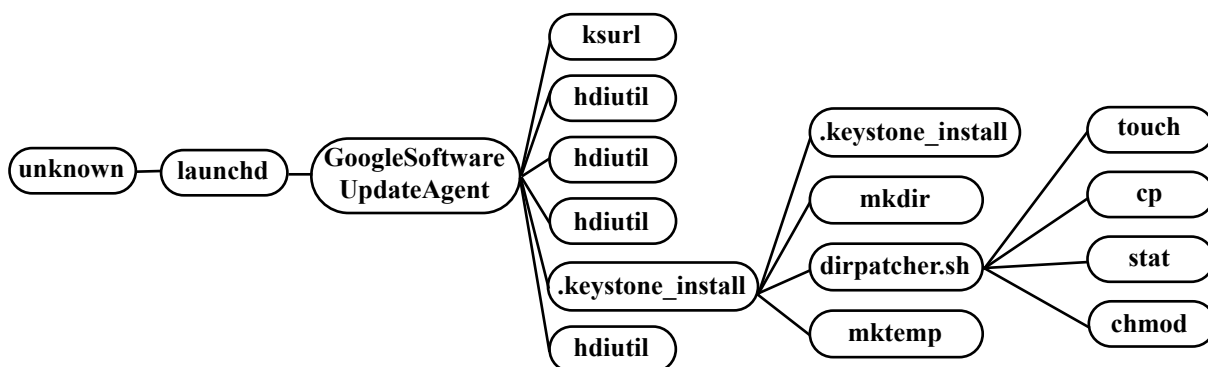 unknown
launchd
GoogleSoftware
UpdateAgent
ksurl
hdiutil
hdiutil
hdiutil
.keystone_install
hdiutil
.keystone_install
mkdir
dirpatcher.sh
mktemp
touch
cp
stat
chmod